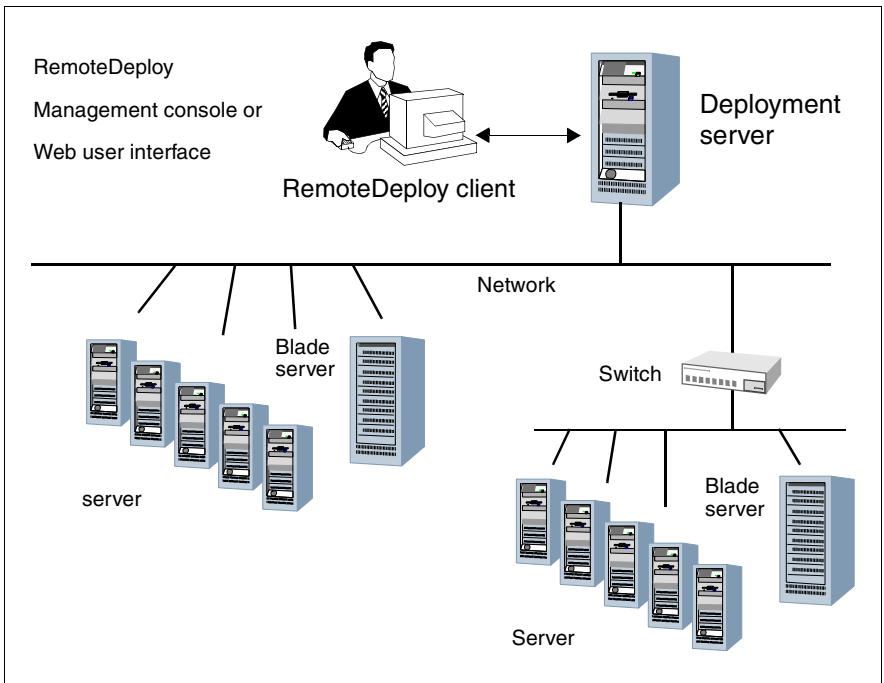 RemoteDeploy
Management console or
Web user interface
RemoteDeploy client
Deployment
server
Network
Blade
server
server
Switch
Blade
server
Server